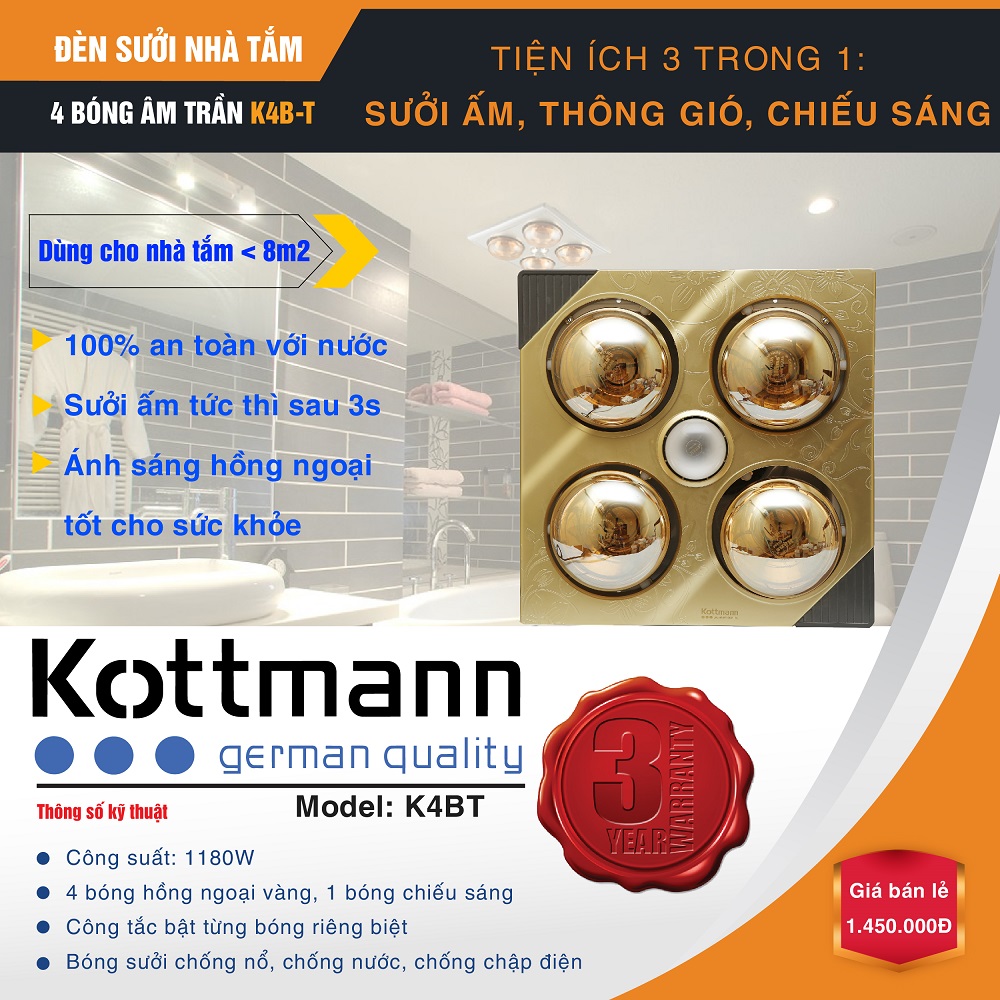 ĐÈN SƯỞI NHÀ TẮM
4 BÓNG ÂM TRẦN K4B-T
TIỆN ÍCH 3 TRONG 1:
SƯỞI ẤM, THÔNG GIÓ, CHIẾU SÁNG
Dùng cho nhà tắm < 8m2
100% an toàn với nước
Sưởi ấm tức thì sau 3s
Ánh sáng hồng ngoại
tốt cho sức khỏe
Kottmann
Kottmann
german quality
Model: K4BT
Thông số kỹ thuật
Công suất: 1180W
4 bóng hồng ngoại vàng, 1 bóng chiếu sáng
Công tắc bật từng bóng riêng biệt
Bóng sưởi chống nổ, chống nước, chống chập điện
3
YEAR
WARRANTY
Giá bán lẻ
1.450.000Đ